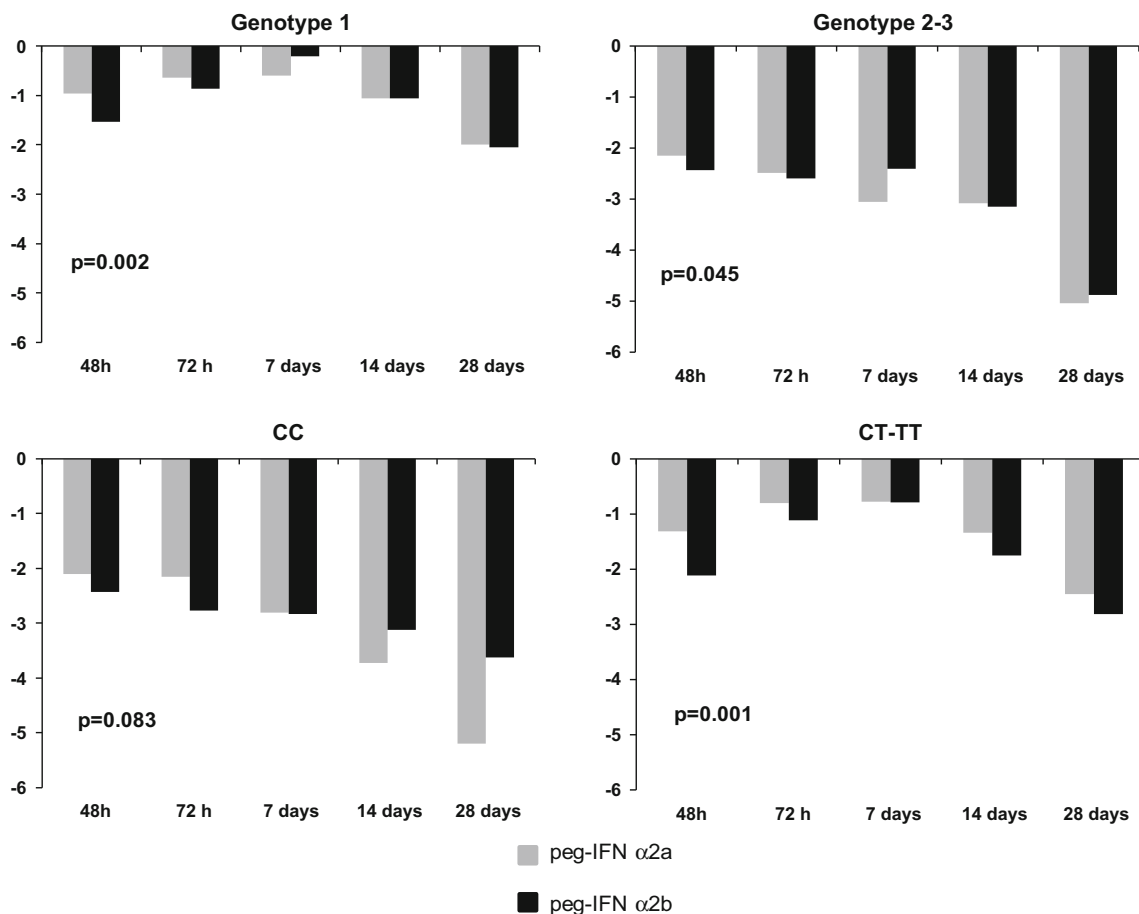 Genotype 1
0
-1
-2
-3
-4
-5
-6
p=0.002
48h 72 h 7 days 14 days 28 days
Genotype 2-3
0
-1
-2
-3
-4
-5
-6
p=0.045
48h 72 h 7 days 14 days 28 days
CC
0
-1
-2
-3
-4
-5
-6
p=0.083
48h 72 h 7 days 14 days 28 days
CT-TT
0
-1
-2
-3
-4
-5
-6
p=0.001
48h 72 h 7 days 14 days 28 days
peg-IFN α2a
peg-IFN α2b